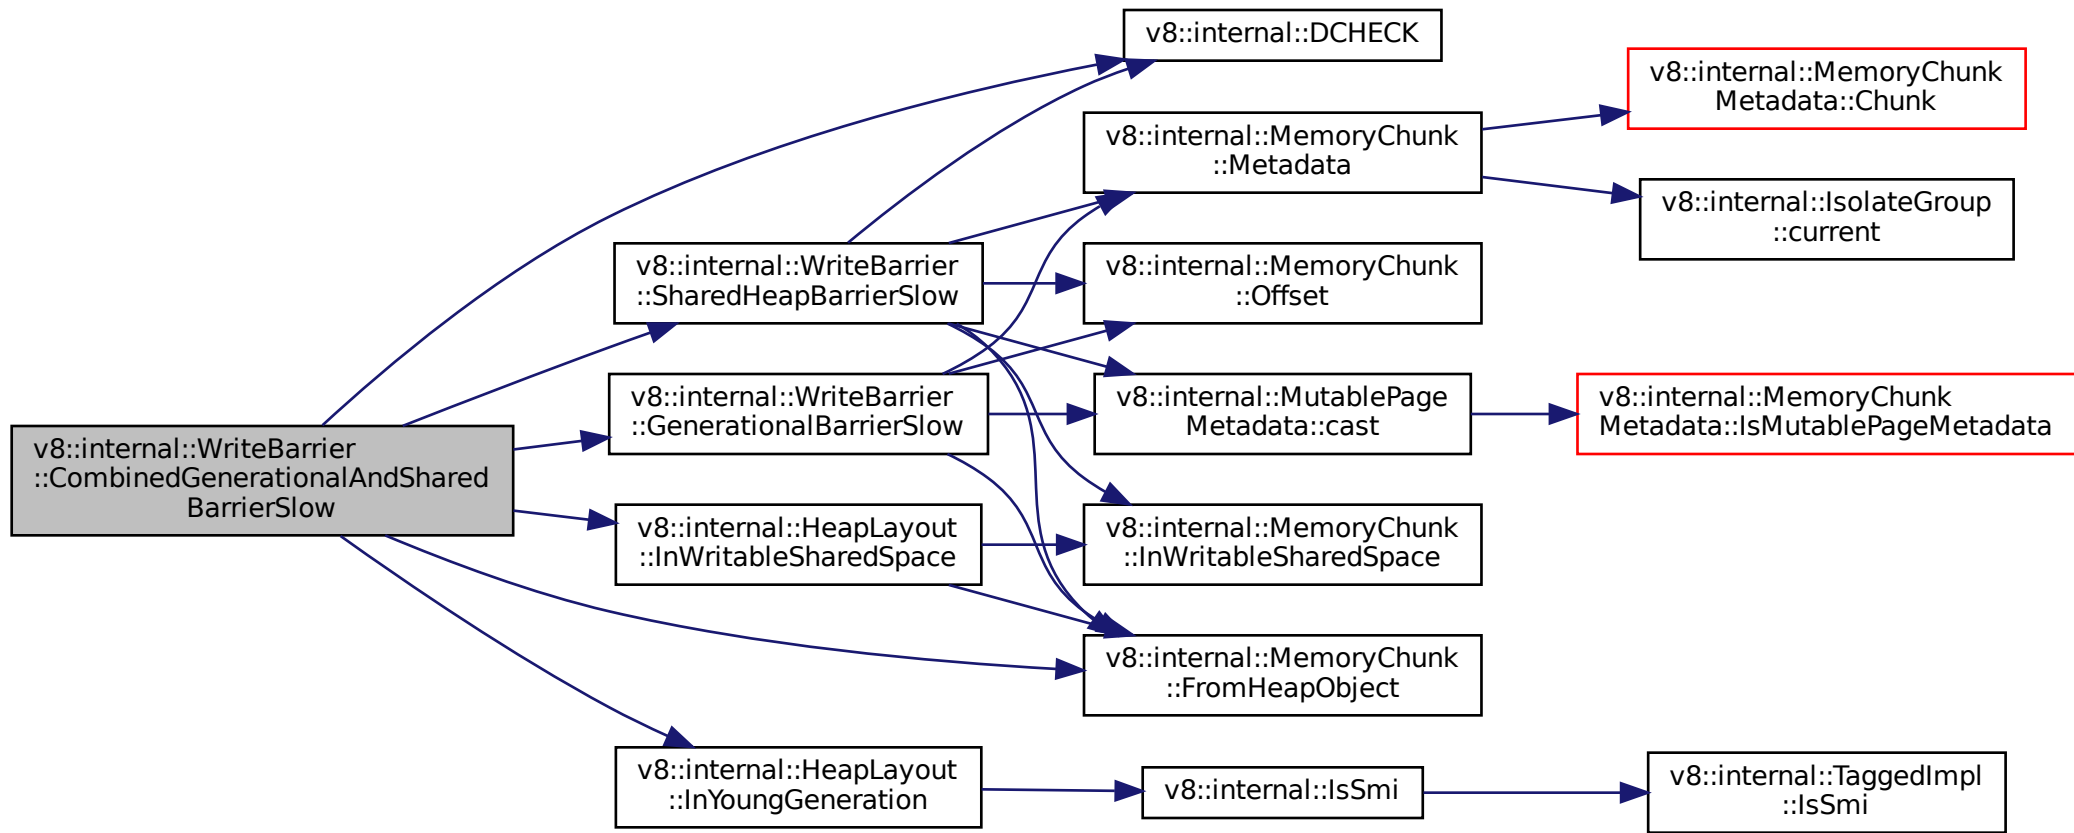 v8::internal::WriteBarrier
::CombinedGenerationalAndShared
BarrierSlow
v8::internal::DCHECK
v8::internal::WriteBarrier
::SharedHeapBarrierSlow
v8::internal::WriteBarrier
::GenerationalBarrierSlow
v8::internal::HeapLayout
::InWritableSharedSpace
v8::internal::HeapLayout
::InYoungGeneration
v8::internal::MemoryChunk
::Metadata
v8::internal::MemoryChunk
::Offset
v8::internal::MutablePage
Metadata::cast
v8::internal::MemoryChunk
::InWritableSharedSpace
v8::internal::MemoryChunk
::FromHeapObject
v8::internal::IsSmi
v8::internal::MemoryChunk
Metadata::Chunk
v8::internal::IsolateGroup
::current
v8::internal::MemoryChunk
Metadata::IsMutablePageMetadata
v8::internal::TaggedImpl
::IsSmi